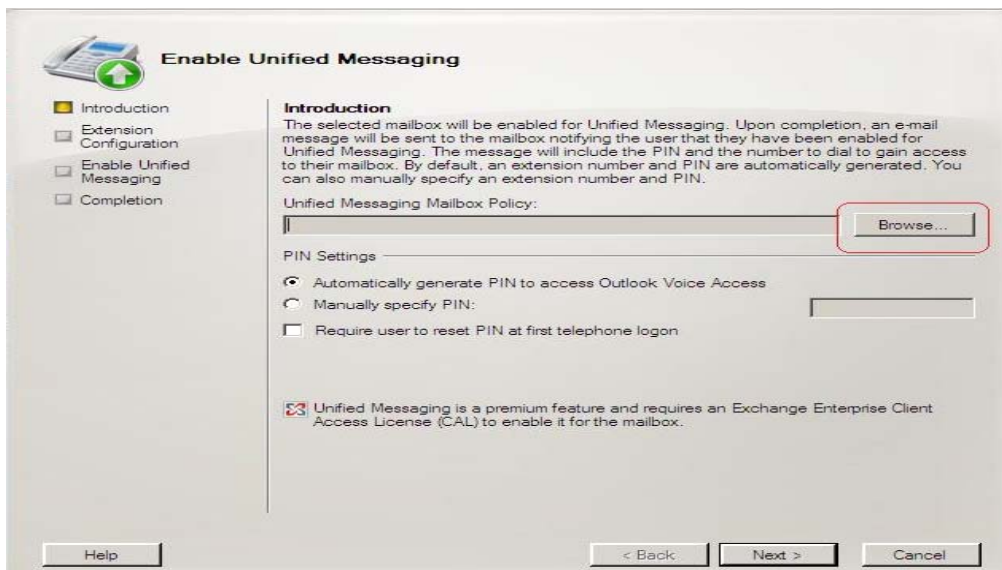 Enable Unified Messaging
Introduction
Extension
Configuration
Enable Unified
Messaging
Completion
Introduction
The selected mailbox will be enabled for Unified Messaging. Upon completion, an e-mail
message will be sent to the mailbox notifying the user that they have been enabled for
Unified Messaging. The message will include the PIN and the number to dial to gain access
to their mailbox. By default, an extension number and PIN are automatically generated. You
can also manually specify an extension number and PIN.
Unified Messaging Mailbox Policy:
Browse...
PIN Settings
Automatically generate PIN to access Outlook Voice Access
Manually specify PIN:
Require user to reset PIN at first telephone logon
Unified Messaging is a premium feature and requires an Exchange Enterprise Client
Access License (CAL) to enable it for the mailbox.
Help
< Back
Next >
Cancel